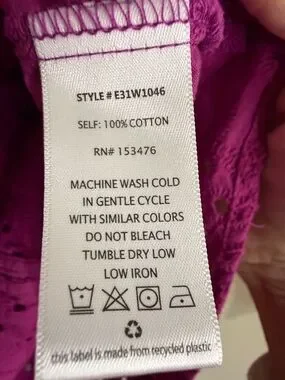 STYLE # E31W1046
SELF: 100% COTTON
RN# 153476
MACHINE WASH COLD
IN GENTLE CYCLE
WITH SIMILAR COLORS
DO NOT BLEACH
TUMBLE DRY LOW
LOW IRON
this label is made from recycled plastic